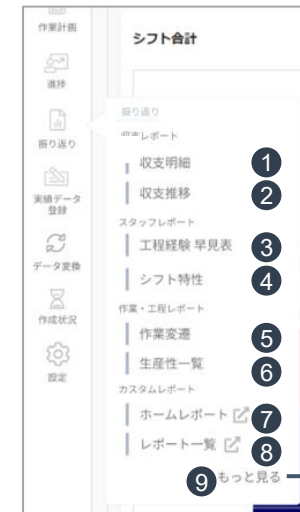 作業計画
シフト合計
進捗
振り返り
振り返り
収支レポート
収支明細 1
収支推移 2
スタッフレポート
実績データ
登録
工程経験 早見表 3
シフト特性 4
データ変換
作業・工程レポート
作成状況
作業変遷 5
生産性一覧 6
設定
カスタムレポート
ホームレポート 7
レポート一覧 8
9 もっと見る